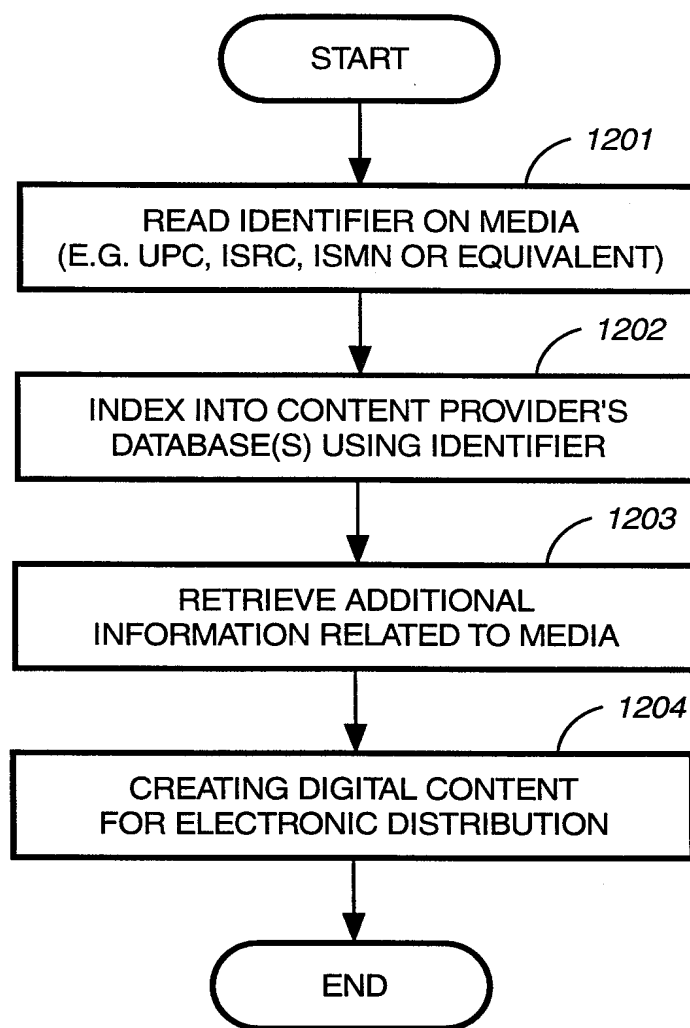 START
1201
READ IDENTIFIER ON MEDIA
(E.G. UPC, ISRC, ISMN OR EQUIVALENT)
1202
INDEX INTO CONTENT PROVIDER'S
DATABASE(S) USING IDENTIFIER
1203
RETRIEVE ADDITIONAL
INFORMATION RELATED TO MEDIA
1204
CREATING DIGITAL CONTENT
FOR ELECTRONIC DISTRIBUTION
END